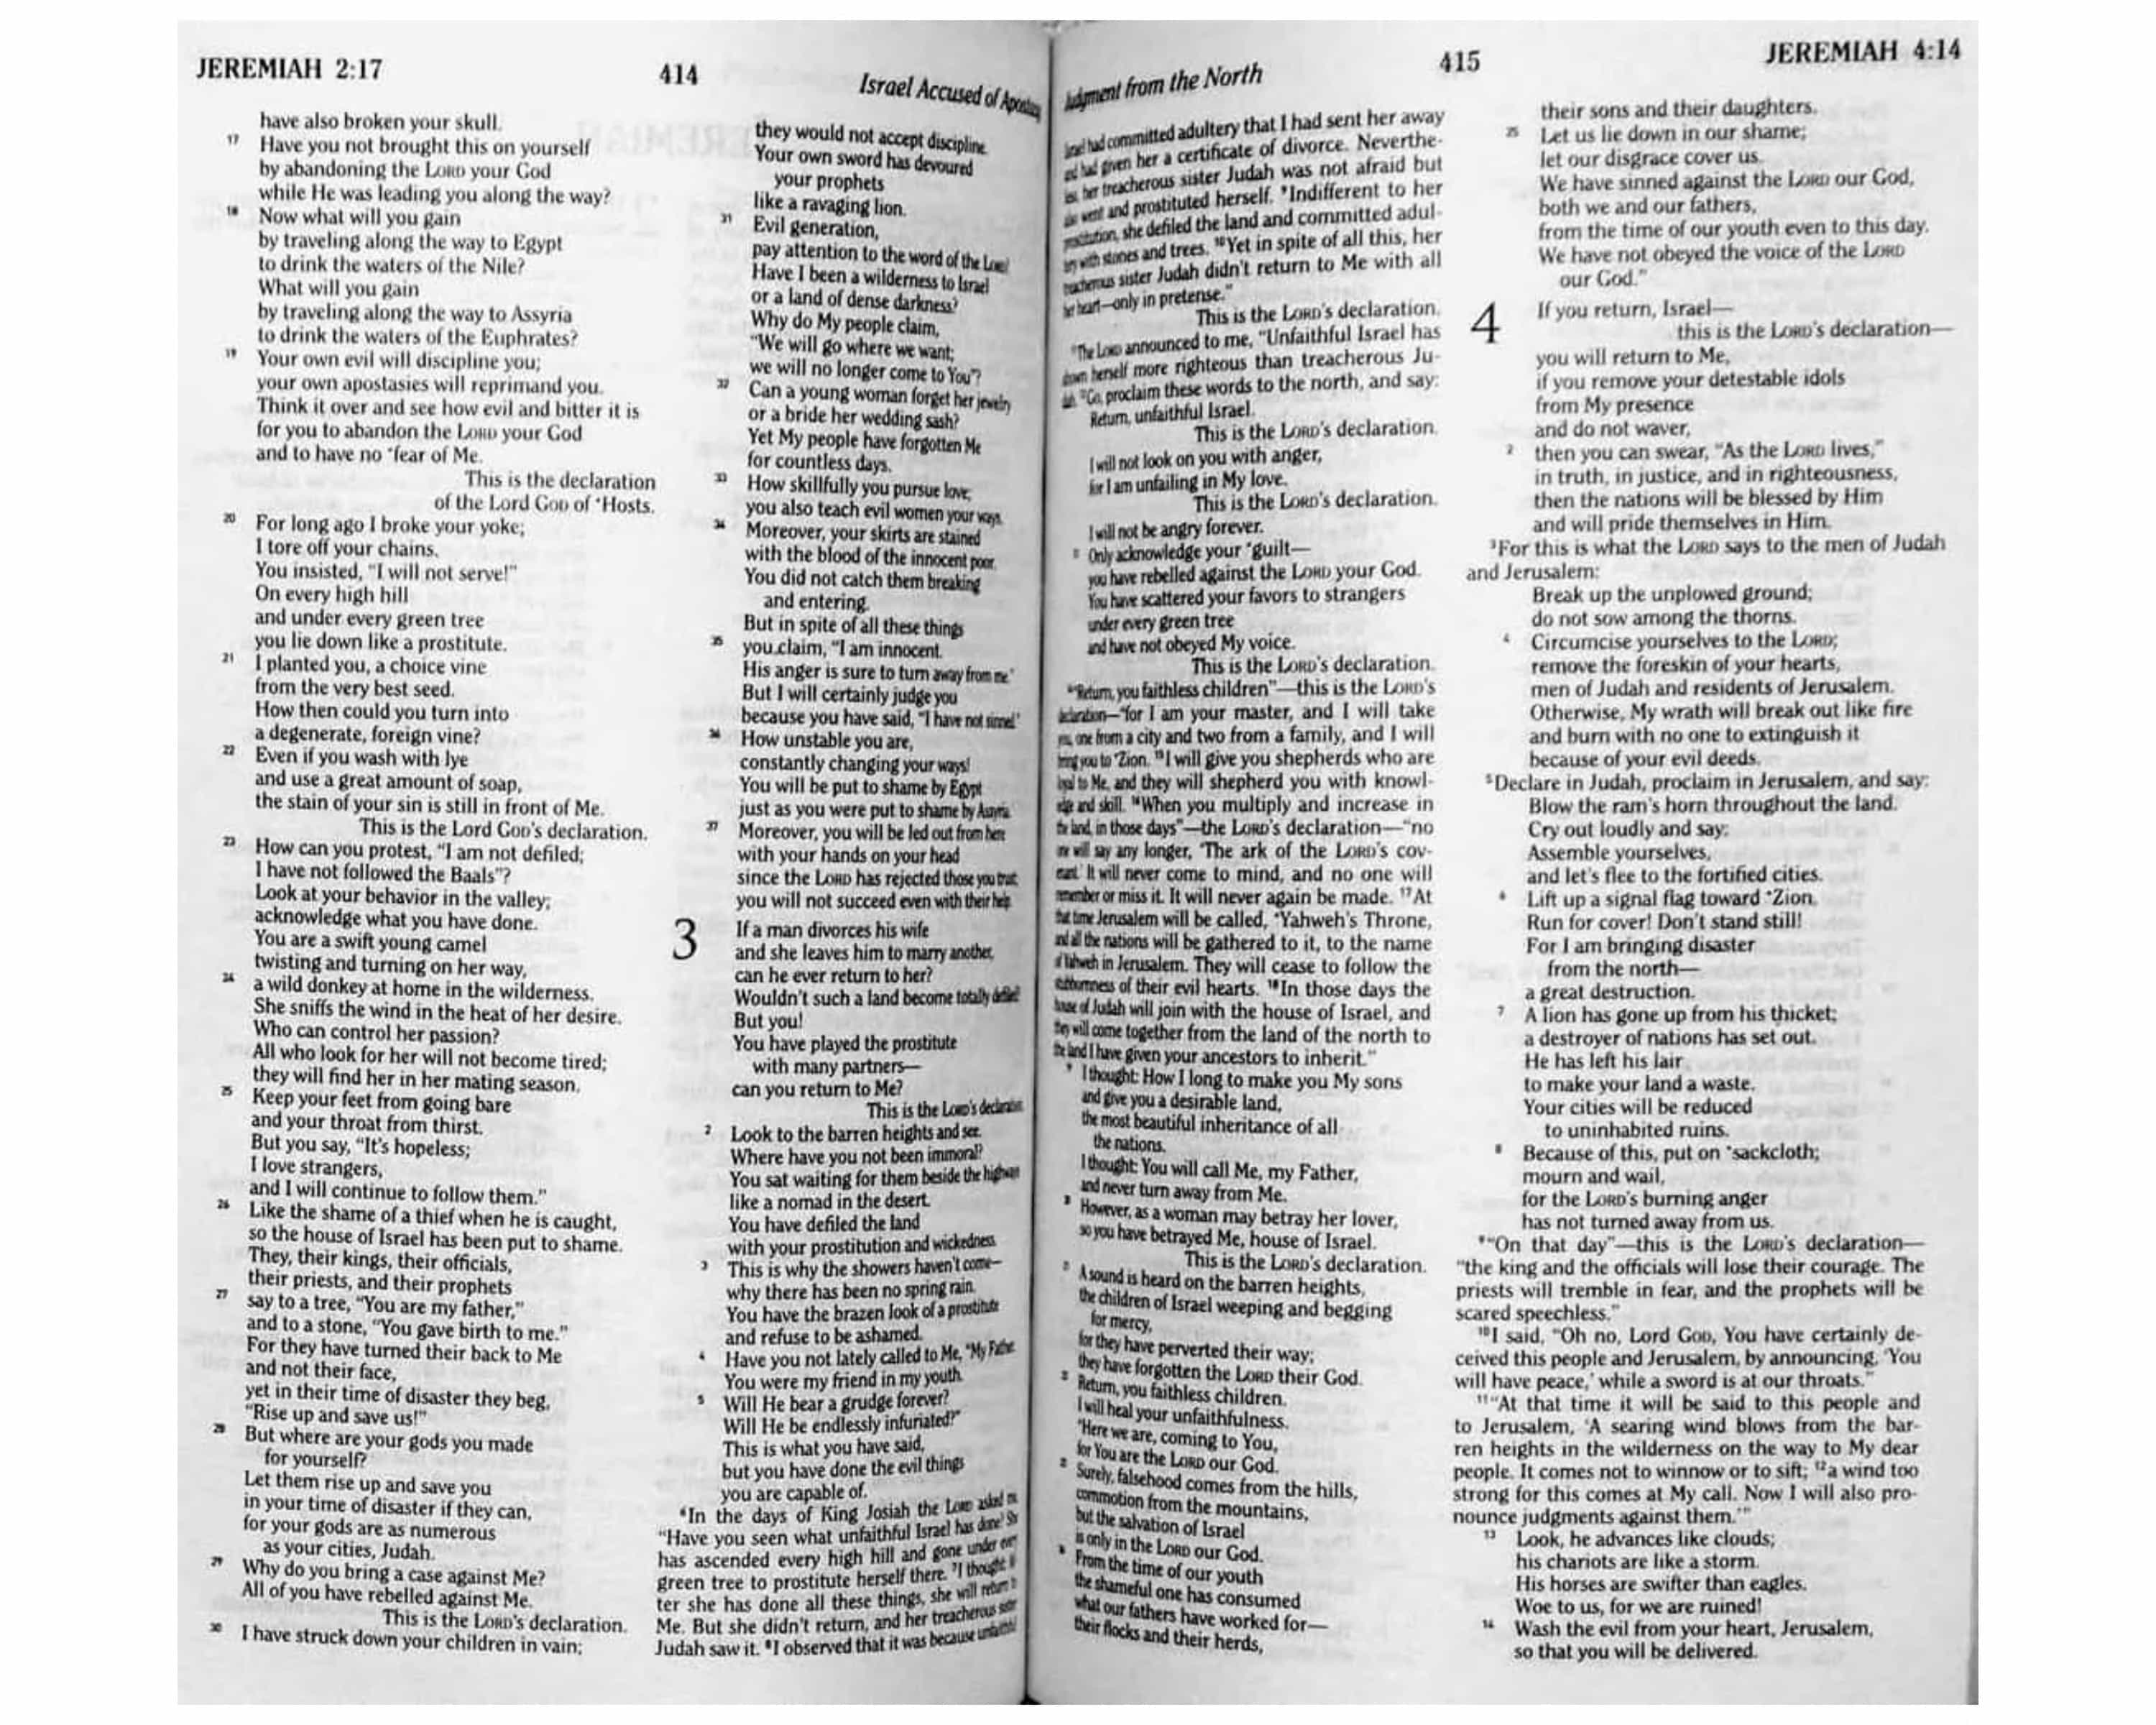 JEREMIAH 2:17
414
Israel Accused of Apostasy
have also broken your skull.
17 Have you not brought this on yourself
by abandoning the LORD your God
while He was leading you along the way?
18 Now what will you gain
by traveling along the way to Egypt
to drink the waters of the Nile?
What will you gain
by traveling along the way to Assyria
to drink the waters of the Euphrates?
19 Your own evil will discipline you;
your own apostasies will reprimand you.
Think it over and see how evil and bitter it is
for you to abandon the LORD your God
and to have no *fear of Me.
This is the declaration
of the Lord GOD of *Hosts.
20 For long ago I broke your yoke;
I tore off your chains.
You insisted, "I will not serve!"
On every high hill
and under every green tree
you lie down like a prostitute.
21 I planted you, a choice vine
from the very best seed.
How then could you turn into
a degenerate, foreign vine?
22 Even if you wash with lye
and use a great amount of soap,
the stain of your sin is still in front of Me.
This is the Lord GOD's declaration.
23 How can you protest, "I am not defiled;
I have not followed the Baals"?
Look at your behavior in the valley;
acknowledge what you have done.
You are a swift young camel
twisting and turning on her way,
24 a wild donkey at home in the wilderness.
She sniffs the wind in the heat of her desire.
Who can control her passion?
All who look for her will not become tired;
they will find her in her mating season.
25 Keep your feet from going bare
and your throat from thirst.
But you say, "It's hopeless;
I love strangers,
and I will continue to follow them."
26 Like the shame of a thief when he is caught,
so the house of Israel has been put to shame.
They, their kings, their officials,
their priests, and their prophets
27 say to a tree, "You are my father,"
and to a stone, "You gave birth to me."
For they have turned their back to Me
and not their face,
yet in their time of disaster they beg,
"Rise up and save us!"
28 But where are your gods you made
for yourself?
Let them rise up and save you
in your time of disaster if they can,
for your gods are as numerous
as your cities, Judah.
29 Why do you bring a case against Me?
All of you have rebelled against Me.
This is the LORD's declaration.
30 I have struck down your children in vain;
they would not accept discipline.
Your own sword has devoured
your prophets
like a ravaging lion.
31 Evil generation,
pay attention to the word of the LORD!
Have I been a wilderness to Israel
or a land of dense darkness?
Why do My people claim,
"We will go where we want;
we will no longer come to You"?
32 Can a young woman forget her jewelry
or a bride her wedding sash?
Yet My people have forgotten Me
for countless days.
33 How skillfully you pursue love;
you also teach evil women your ways.
34 Moreover, your skirts are stained
with the blood of the innocent poor.
You did not catch them breaking
and entering.
But in spite of all these things
35 you claim, "I am innocent.
His anger is sure to turn away from me."
But I will certainly judge you
because you have said, "I have not sinned."
36 How unstable you are,
constantly changing your ways!
You will be put to shame by Egypt
just as you were put to shame by Assyria.
37 Moreover, you will be led out from here
with your hands on your head
since the LORD has rejected those you trust;
you will not succeed even with their help.
3 If a man divorces his wife
and she leaves him to marry another,
can he ever return to her?
Wouldn't such a land become totally defiled?
But you!
You have played the prostitute
with many partners—
can you return to Me?
This is the LORD's declaration.
2 Look to the barren heights and see.
Where have you not been immoral?
You sat waiting for them beside the highways
like a nomad in the desert.
You have defiled the land
with your prostitution and wickedness.
3 This is why the showers haven't come—
why there has been no spring rain.
You have the brazen look of a prostitute
and refuse to be ashamed.
4 Have you not lately called to Me, "My Father.
You were my friend in my youth.
5 Will He bear a grudge forever?
Will He be endlessly infuriated?"
This is what you have said,
but you have done the evil things
you are capable of.
6 In the days of King Josiah the LORD asked me,
"Have you seen what unfaithful Israel has done? She
has ascended every high hill and gone under every
green tree to prostitute herself there. 7 I thought:
ter she has done all these things, she will return to
Me. But she didn't return, and her treacherous sister
Judah saw it. 8 I observed that it was because unfaithful
Judgment from the North
415
JEREMIAH 4:14
Israel had committed adultery that I had sent her away
and had given her a certificate of divorce. Neverthe-
less, her treacherous sister Judah was not afraid but
also went and prostituted herself. 9 Indifferent to her
prostitution, she defiled the land and committed adul-
tery with stones and trees. 10 Yet in spite of all this, her
treacherous sister Judah didn't return to Me with all
her heart—only in pretense."
This is the LORD's declaration.
11 The LORD announced to me, "Unfaithful Israel has
shown herself more righteous than treacherous Ju-
dah. 12 Go, proclaim these words to the north, and say:
Return, unfaithful Israel.
This is the LORD's declaration.
I will not look on you with anger,
for I am unfailing in My love.
This is the LORD's declaration.
I will not be angry forever.
13 Only acknowledge your *guilt—
you have rebelled against the LORD your God.
You have scattered your favors to strangers
under every green tree
and have not obeyed My voice.
This is the LORD's declaration.
14 "Return, you faithless children"—this is the LORD's
declaration—"for I am your master, and I will take
you, one from a city and two from a family, and I will
bring you to *Zion. 15 I will give you shepherds who are
loyal to Me, and they will shepherd you with knowl-
edge and skill. 16 When you multiply and increase in
the land, in those days"—the LORD's declaration—"no
one will say any longer, 'The ark of the LORD's cov-
enant.' It will never come to mind, and no one will
remember or miss it. It will never again be made. 17 At
that time Jerusalem will be called, *Yahweh's Throne,
and all the nations will be gathered to it, to the name
of Yahweh in Jerusalem. They will cease to follow the
stubbornness of their evil hearts. 18 In those days the
house of Judah will join with the house of Israel, and
they will come together from the land of the north to
the land I have given your ancestors to inherit."
19 I thought: How I long to make you My sons
and give you a desirable land,
the most beautiful inheritance of all
the nations.
I thought: You will call Me, my Father,
and never turn away from Me.
20 However, as a woman may betray her lover,
so you have betrayed Me, house of Israel.
This is the LORD's declaration.
21 A sound is heard on the barren heights,
the children of Israel weeping and begging
for mercy,
for they have perverted their way;
they have forgotten the LORD their God.
22 Return, you faithless children.
I will heal your unfaithfulness.
"Here we are, coming to You,
for You are the LORD our God.
23 Surely, falsehood comes from the hills,
commotion from the mountains,
but the salvation of Israel
is only in the LORD our God.
24 From the time of our youth
the shameful one has consumed
what our fathers have worked for—
their flocks and their herds,
their sons and their daughters.
25 Let us lie down in our shame;
let our disgrace cover us.
We have sinned against the LORD our God,
both we and our fathers,
from the time of our youth even to this day.
We have not obeyed the voice of the LORD
our God."
4 If you return, Israel—
this is the LORD's declaration—
you will return to Me,
if you remove your detestable idols
from My presence
and do not waver,
2 then you can swear, "As the LORD lives,"
in truth, in justice, and in righteousness,
then the nations will be blessed by Him
and will pride themselves in Him.
3 For this is what the LORD says to the men of Judah
and Jerusalem:
Break up the unplowed ground;
do not sow among the thorns.
4 Circumcise yourselves to the LORD;
remove the foreskin of your hearts,
men of Judah and residents of Jerusalem.
Otherwise, My wrath will break out like fire
and burn with no one to extinguish it
because of your evil deeds.
5 Declare in Judah, proclaim in Jerusalem, and say:
Blow the ram's horn throughout the land.
Cry out loudly and say:
Assemble yourselves,
and let's flee to the fortified cities.
6 Lift up a signal flag toward *Zion.
Run for cover! Don't stand still!
For I am bringing disaster
from the north—
a great destruction.
7 A lion has gone up from his thicket;
a destroyer of nations has set out.
He has left his lair
to make your land a waste.
Your cities will be reduced
to uninhabited ruins.
8 Because of this, put on *sackcloth;
mourn and wail,
for the LORD's burning anger
has not turned away from us.
9 "On that day"—this is the LORD's declaration—
"the king and the officials will lose their courage. The
priests will tremble in fear, and the prophets will be
scared speechless."
10 I said, "Oh no, Lord GOD, You have certainly de-
ceived this people and Jerusalem, by announcing, 'You
will have peace,' while a sword is at our throats."
11 "At that time it will be said to this people and
to Jerusalem, 'A searing wind blows from the bar-
ren heights in the wilderness on the way to My dear
people. It comes not to winnow or to sift; 12 a wind too
strong for this comes at My call. Now I will also pro-
nounce judgments against them.'"
13 Look, he advances like clouds;
his chariots are like a storm.
His horses are swifter than eagles.
Woe to us, for we are ruined!
14 Wash the evil from your heart, Jerusalem,
so that you will be delivered.